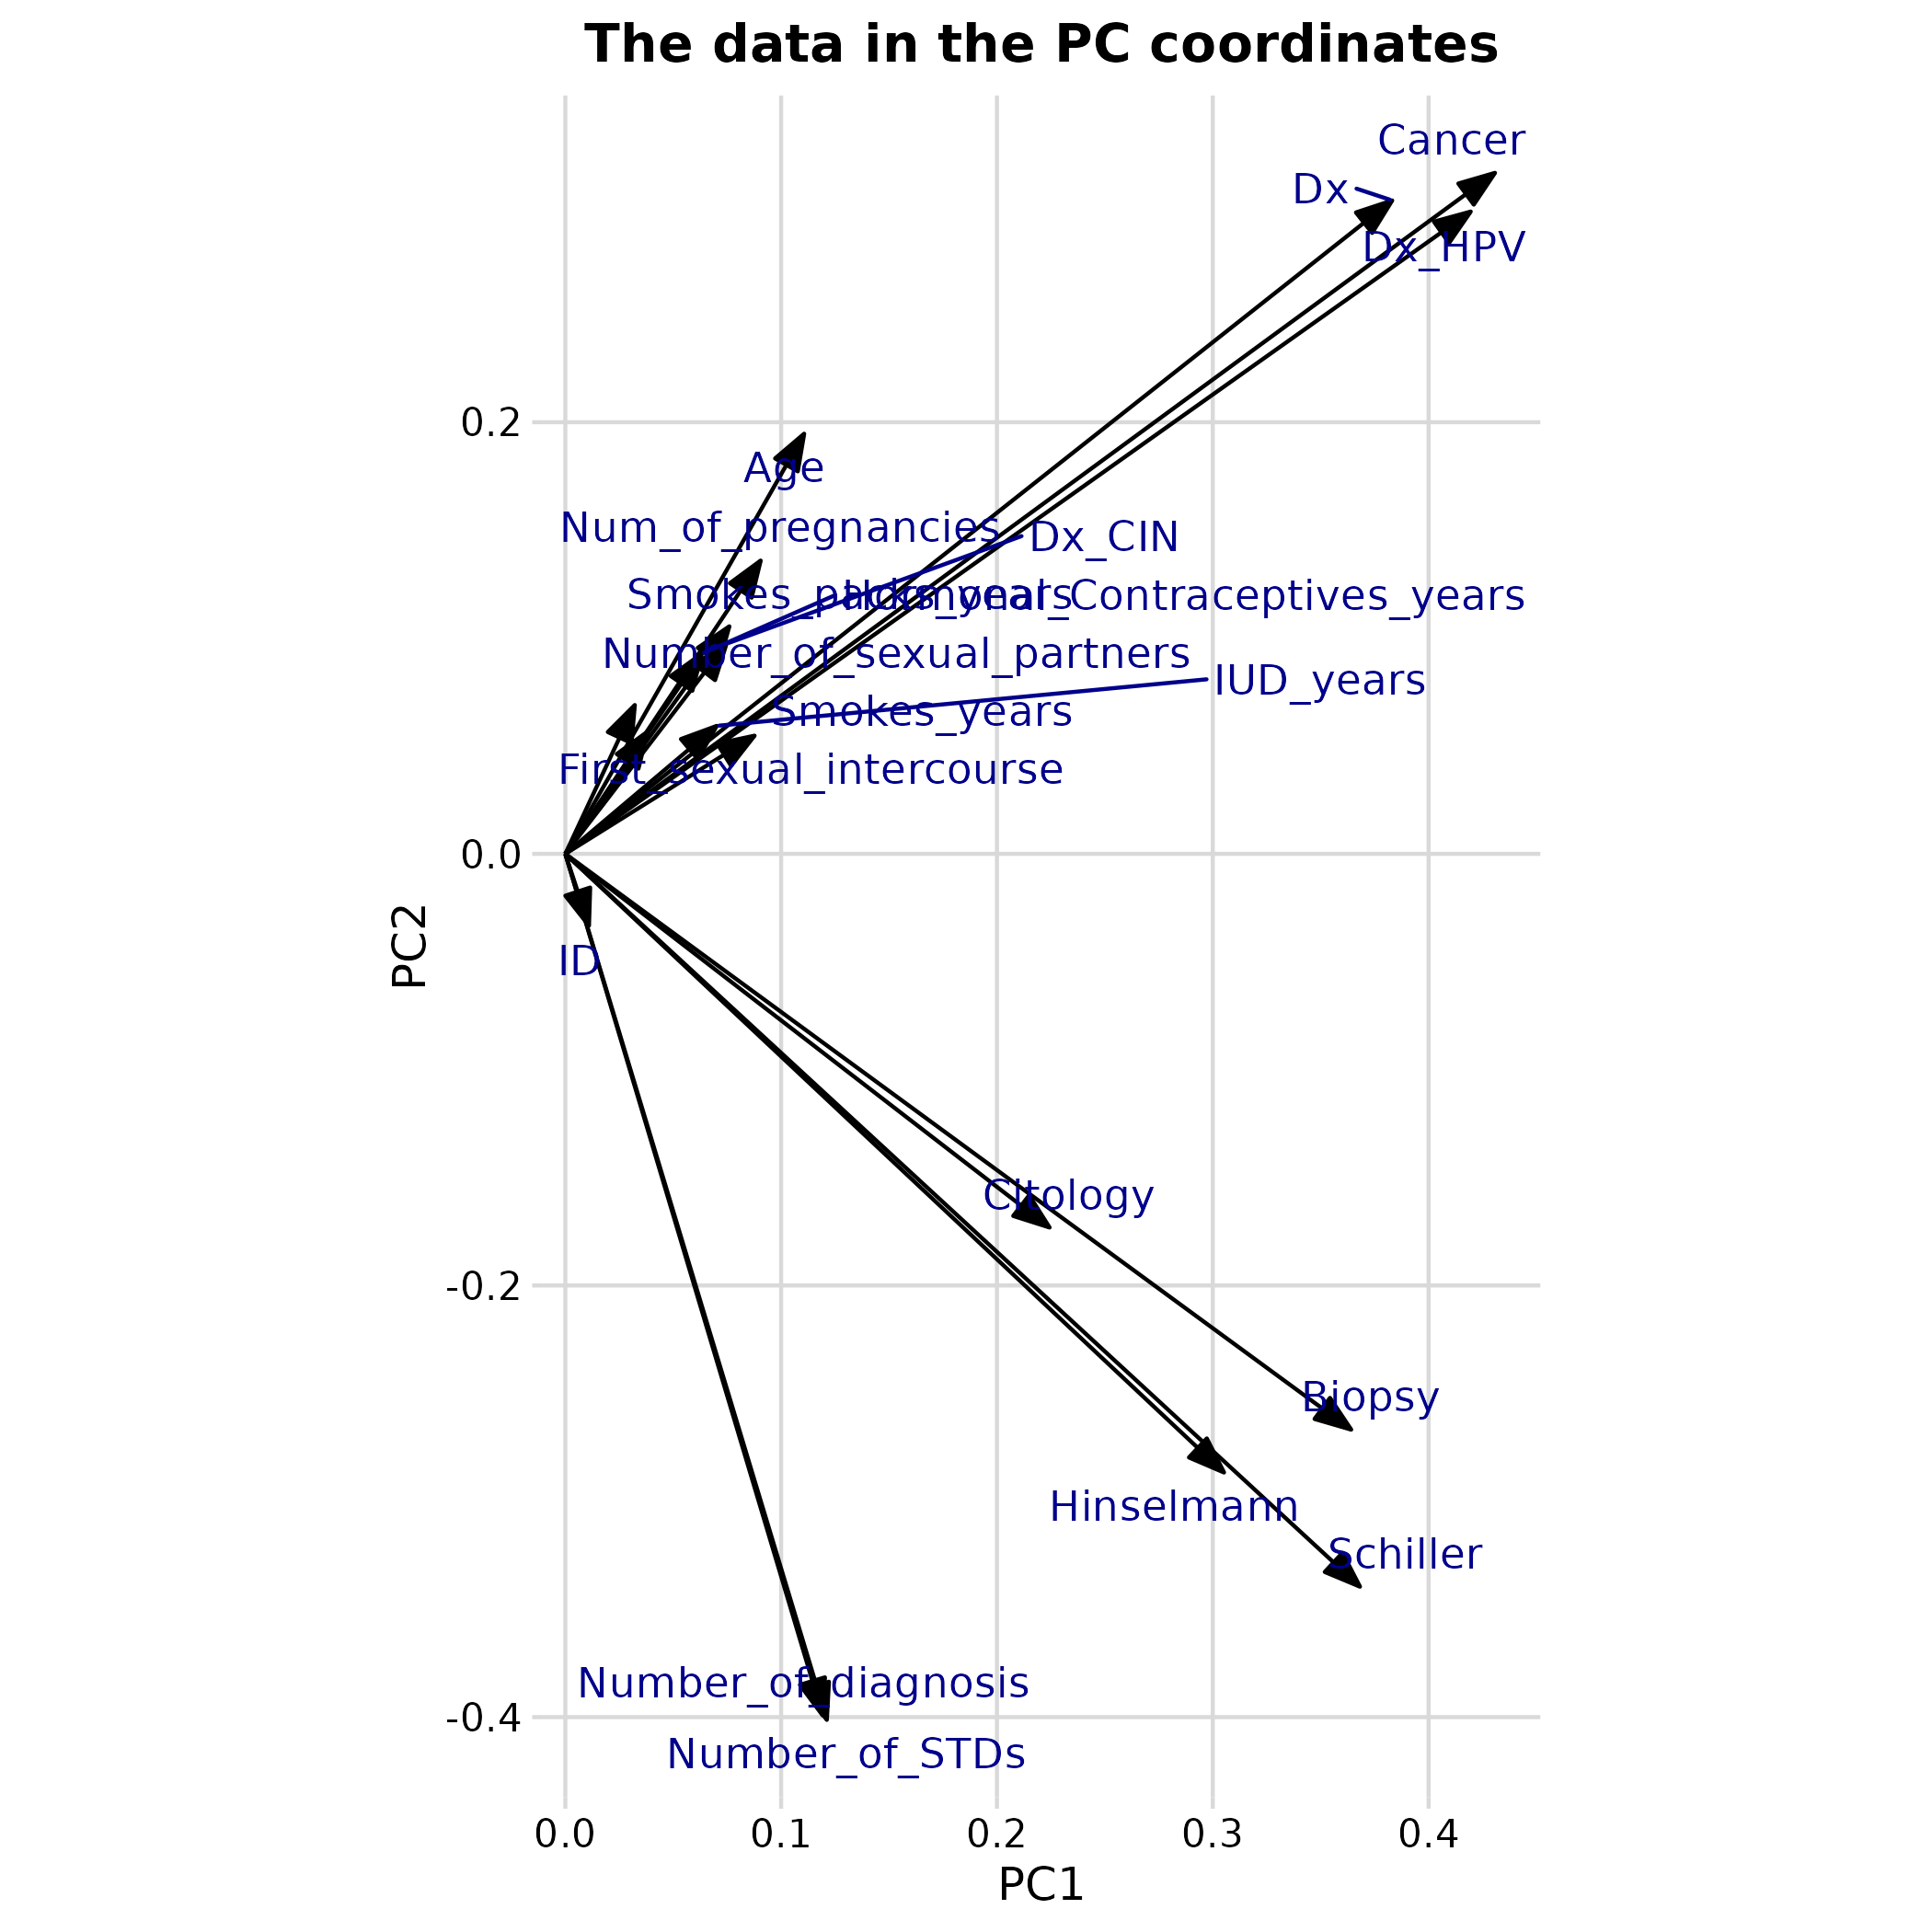 The data in the PC coordinates
Cancer
Dx
Dx_HPV
0.2
Age
Num_of_pregnancies
Dx_CIN
Smokes_packs_years
Hormonal_Contraceptives_years
Number_of_sexual_partners
IUD_years
Smokes_years
First_sexual_intercourse
0.0
ID
PC2
Citology
-0.2
Biopsy
Hinselmann
Schiller
Number_of_diagnosis
-0.4
Number_of_STDs
0.0 0.1 0.2 0.3 0.4
PC1